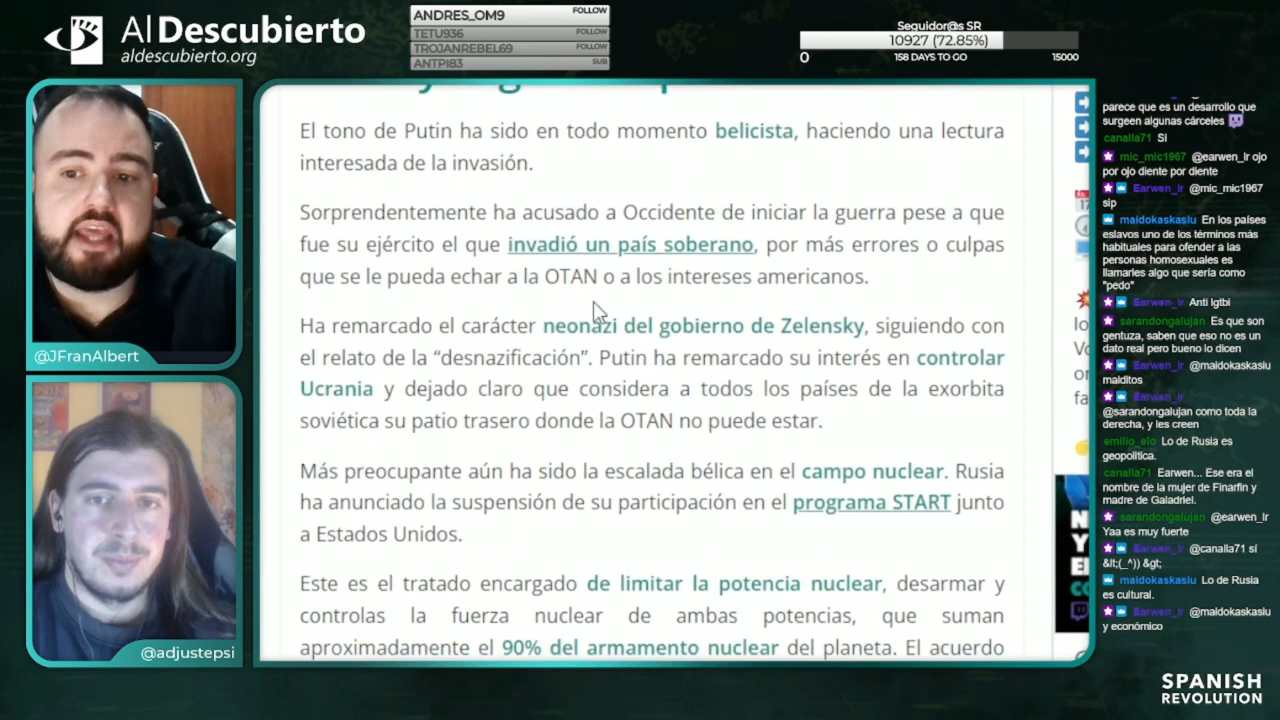 Al Descubierto
aldescubierto.org
ANDRES_OM9 FOLLOW
TETU936 FOLLOW
TROJANREBEL69 FOLLOW
ANTPI83 SUB
Seguidor@s SR
10927 (72.85%)
0 158 DAYS TO GO 15000
@JFranAlbert
@adjustepsi
El tono de Putin ha sido en todo momento belicista, haciendo una lectura
interesada de la invasión.
Sorprendentemente ha acusado a Occidente de iniciar la guerra pese a que
fue su ejército el que invadió un país soberano, por más errores o culpas
que se le pueda echar a la OTAN o a los intereses americanos.
Ha remarcado el carácter neonazi del gobierno de Zelensky, siguiendo con
el relato de la “desnazificación”. Putin ha remarcado su interés en controlar
Ucrania y dejado claro que considera a todos los países de la exorbita
soviética su patio trasero donde la OTAN no puede estar.
Más preocupante aún ha sido la escalada bélica en el campo nuclear. Rusia
ha anunciado la suspensión de su participación en el programa START junto
a Estados Unidos.
Este es el tratado encargado de limitar la potencia nuclear, desarmar y
controlas la fuerza nuclear de ambas potencias, que suman
aproximadamente el 90% del armamento nuclear del planeta. El acuerdo
parece que es un desarrollo que
surgeen algunas cárceles
canalla71 Si
mic_mic1967 @earwen_lr ojo
por ojo diente por diente
Earwen_lr @mic_mic1967
sip
maidokaskasiu En los países
eslavos uno de los términos más
habituales para ofender a las
personas homosexuales es
llamarles algo que sería como
"pedo"
Earwen_lr Anti lgtbi
sarandongalujan Es que son
gentuza, saben que eso no es un
dato real pero bueno lo dicen
Earwen_lr @maidokaskasiu
malditos
Earwen_lr
@sarandongalujan como toda la
derecha, y les creen
emilio_elo Lo de Rusia es
geopolítica.
canalla71 Earwen... Ese era el
nombre de la mujer de Finarfin y
madre de Galadriel.
sarandongalujan @earwen_lr
Yaa es muy fuerte
Earwen_lr @canalla71 sí
&lt;(_^)) &gt;
maidokaskasiu Lo de Rusia
es cultural.
Earwen_lr @maidokaskasiu
y económico
SPANISH
REVOLUTION